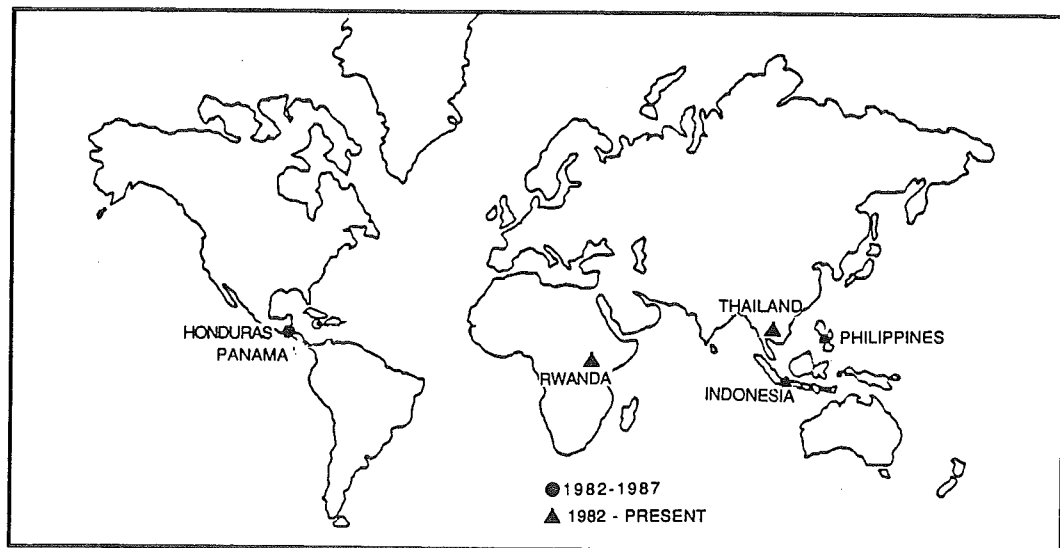 THAILAND
HONDURAS
PHILIPPINES
PANAMA
RWANDA
INDONESIA
1982-1987
1982 - PRESENT